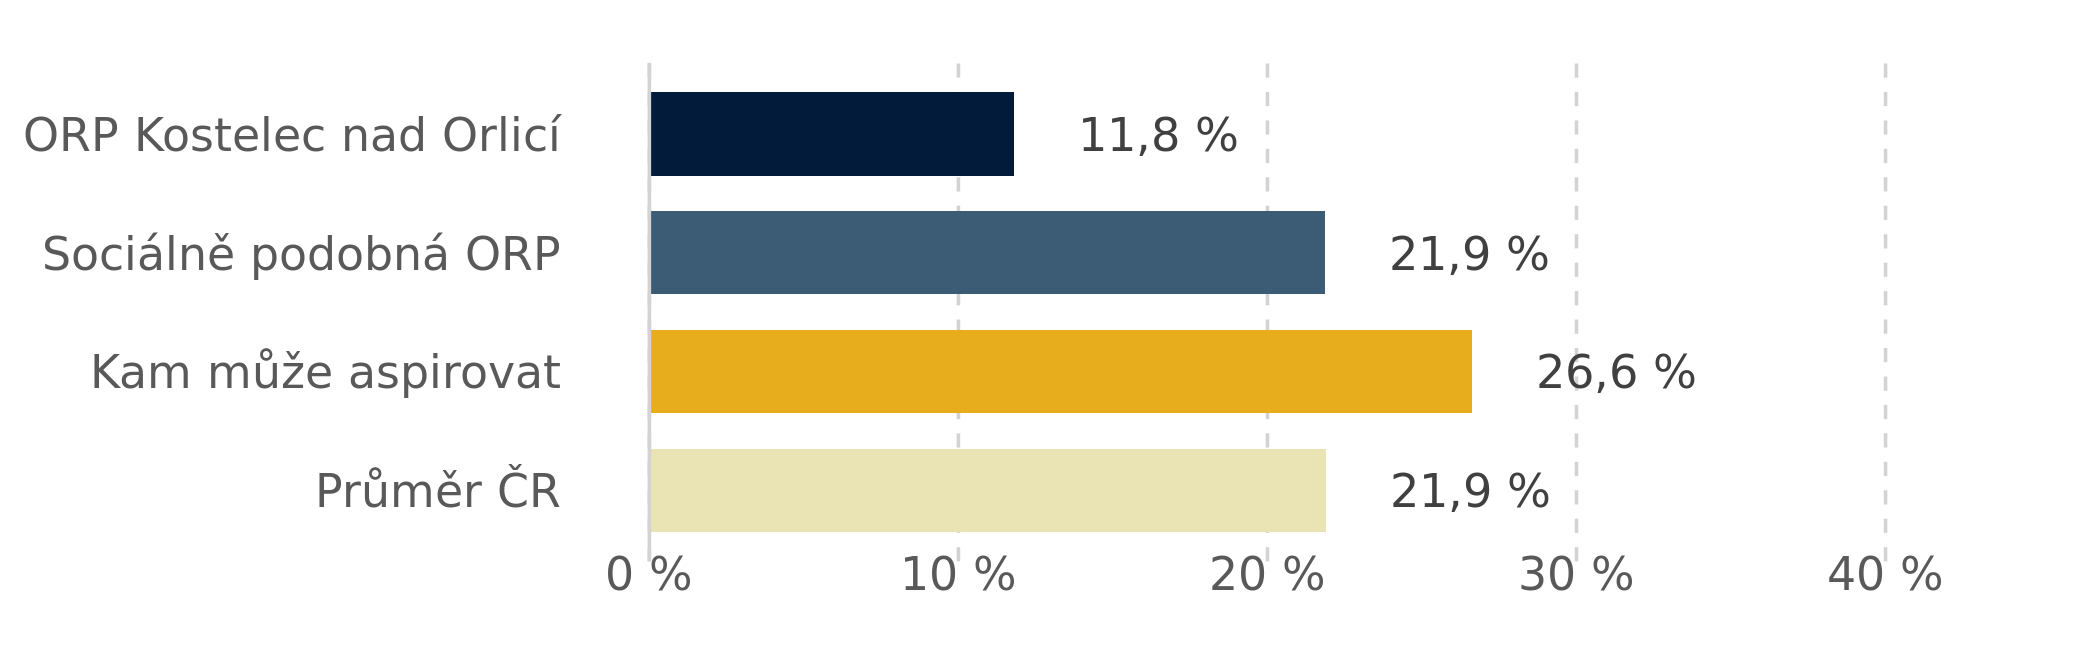 ORP Kostelec nad Orlicí 11,8 %
Sociálně podobná ORP 21,9 %
Kam může aspirovat 26,6 %
Průměr ČR 21,9 %
0 % 10 % 20 % 30 % 40 %